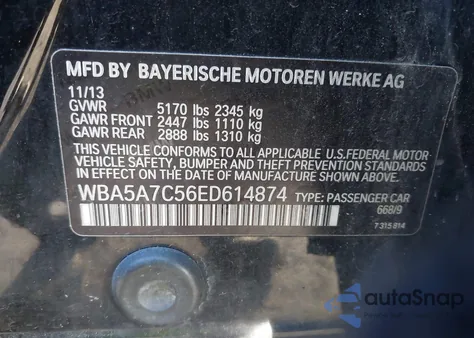 MFD BY BAYERISCHE MOTOREN WERKE AG
11/13
GVWR 5170 lbs 2345 kg
GAWR FRONT 2447 lbs 1110 kg
GAWR REAR 2888 lbs 1310 kg
THIS VEHICLE CONFORMS TO ALL APPLICABLE U.S. FEDERAL MOTOR
VEHICLE SAFETY, BUMPER AND THEFT PREVENTION STANDARDS
IN EFFECT ON THE DATE OF MANUFACTURE SHOWN ABOVE.
WBA5A7C56ED614874 TYPE: PASSENGER CAR
668/9
7 315 814
autoSnap